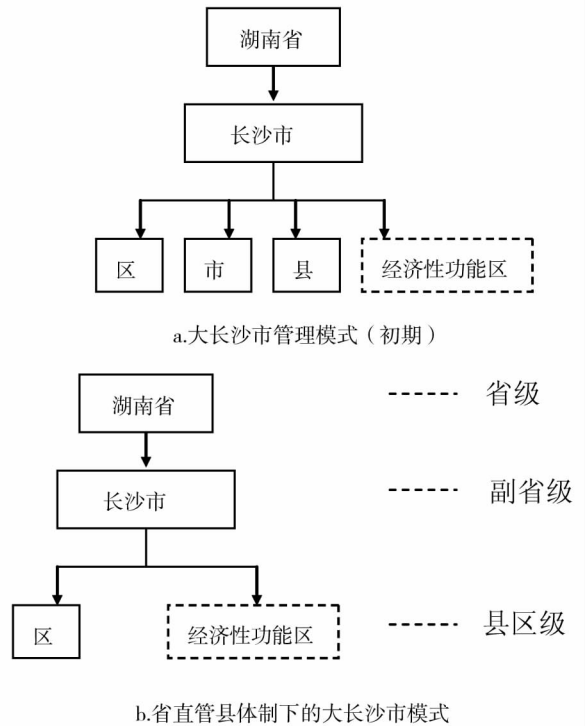 湖南省
长沙市
区 市 县 经济性功能区
a.大长沙市管理模式（初期）
湖南省
省级
长沙市
副省级
区 经济性功能区
县区级
b.省直管县体制下的大长沙市模式